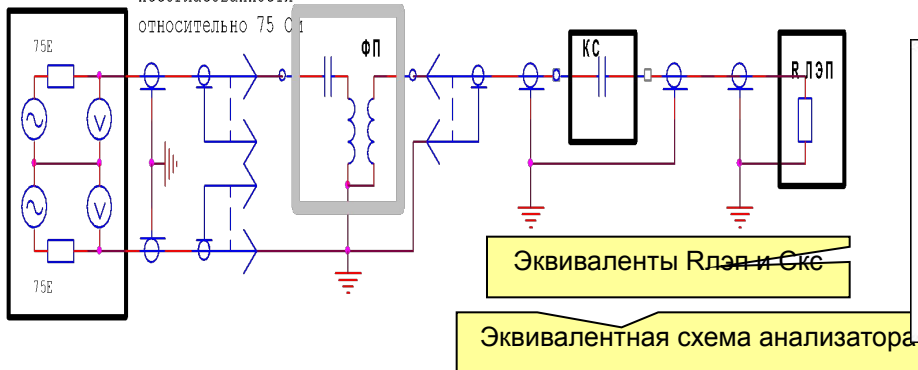 относительно 75 Ом
75Е
ФП
КС
R ЛЭП
75Е
Эквиваленты Rлэп и Скс
Эквивалентная схема анализатора